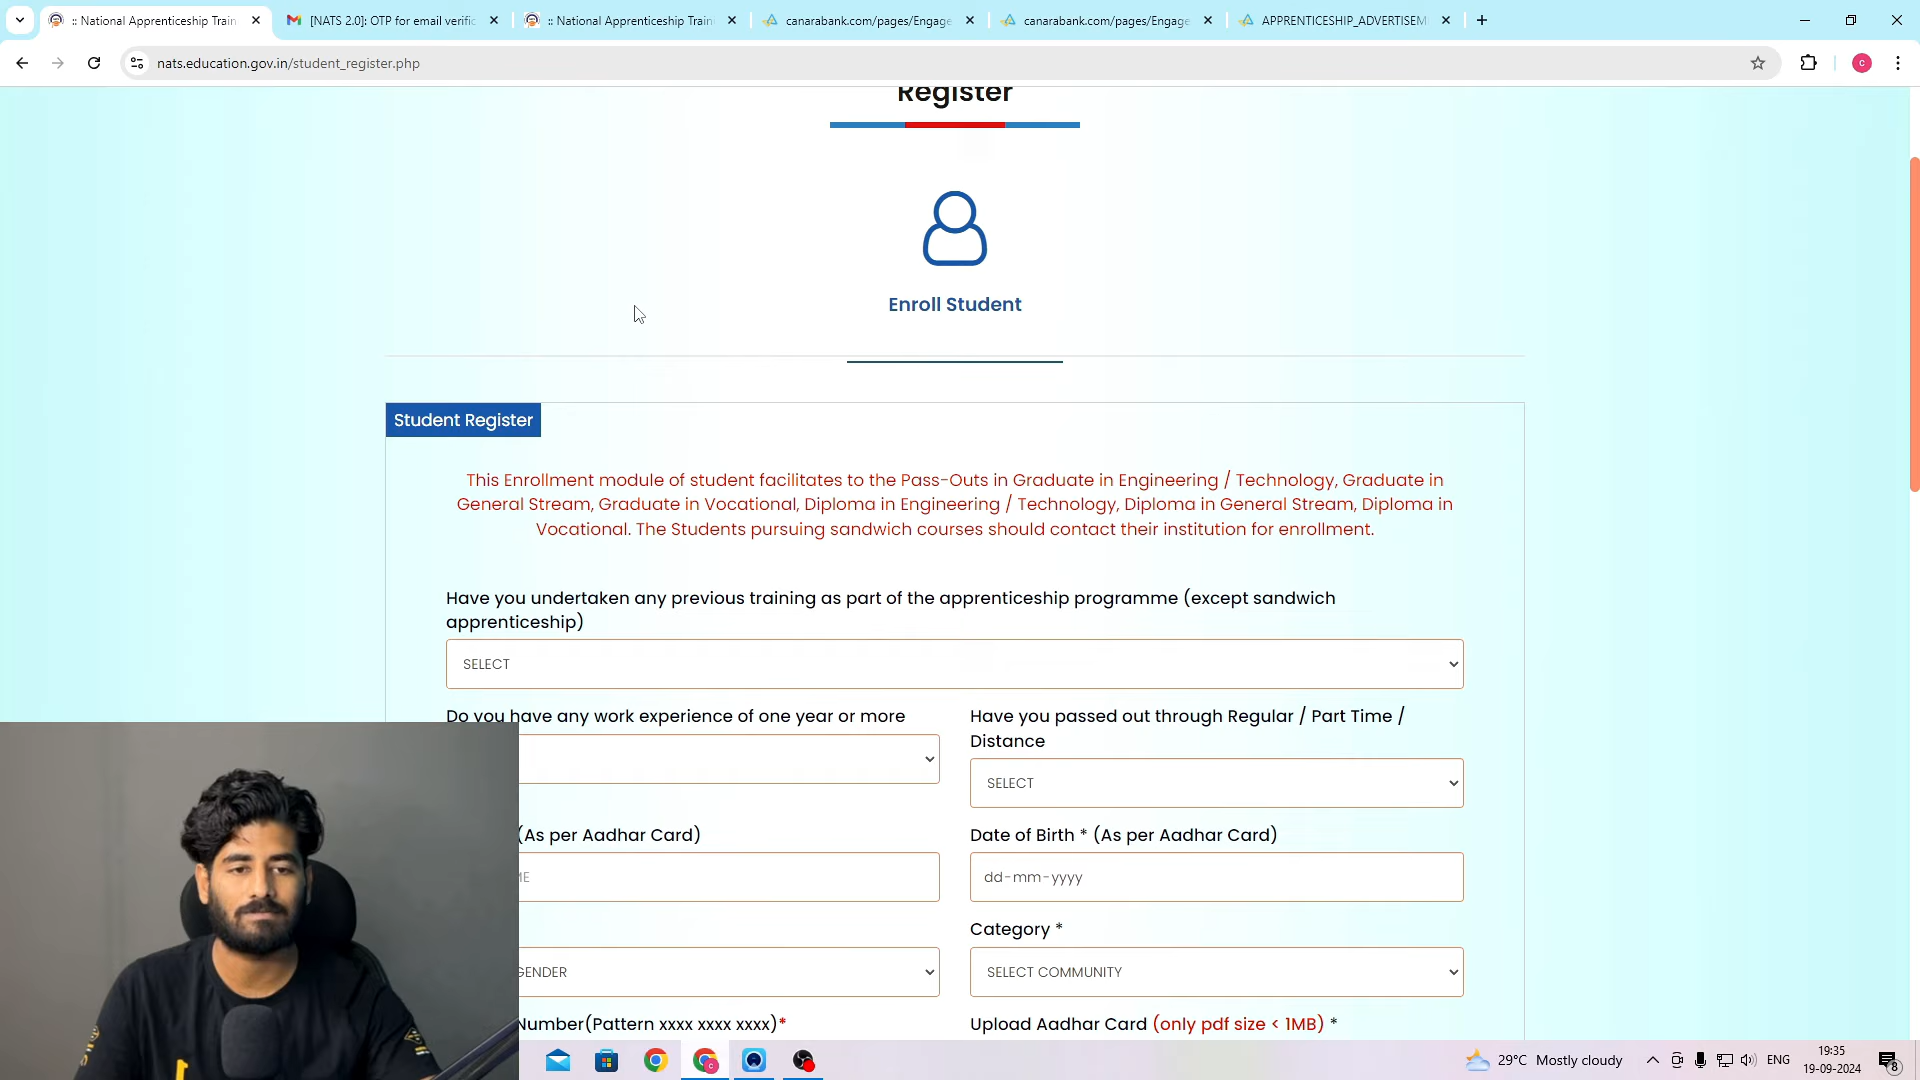 :: National Apprenticeship Train
[NATS 2.0]: OTP for email verific
:: National Apprenticeship Train
canarabank.com/pages/Engage
canarabank.com/pages/Engage
APPRENTICESHIP_ADVERTISEM
nats.education.gov.in/student_register.php
C
Register
Enroll Student
Student Register
This Enrollment module of student facilitates to the Pass-Outs in Graduate in Engineering / Technology, Graduate in
General Stream, Graduate in Vocational, Diploma in Engineering / Technology, Diploma in General Stream, Diploma in
Vocational. The Students pursuing sandwich courses should contact their institution for enrollment.
Have you undertaken any previous training as part of the apprenticeship programme (except sandwich
apprenticeship)
SELECT
Do you have any work experience of one year or more
Have you passed out through Regular / Part Time /
Distance
SELECT
(As per Aadhar Card)
Date of Birth * (As per Aadhar Card)
ME
dd-mm-yyyy
Category *
GENDER
SELECT COMMUNITY
Number(Pattern xxxx xxxx xxxx)*
Upload Aadhar Card (only pdf size < 1MB) *
29°C Mostly cloudy
ENG
19:35
19-09-2024
8